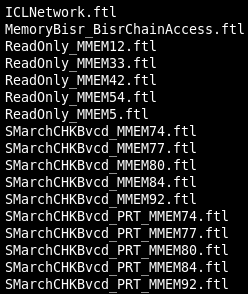 ICLNetwork.ftl
MemoryBisr_BisrChainAccess.ftl
ReadOnly_MMEM12.ftl
ReadOnly_MMEM33.ftl
ReadOnly_MMEM42.ftl
ReadOnly_MMEM54.ftl
ReadOnly_MMEM5.ftl
SMarchCHKBvcd_MMEM74.ftl
SMarchCHKBvcd_MMEM77.ftl
SMarchCHKBvcd_MMEM80.ftl
SMarchCHKBvcd_MMEM84.ftl
SMarchCHKBvcd_MMEM92.ftl
SMarchCHKBvcd_PRT_MMEM74.ftl
SMarchCHKBvcd_PRT_MMEM77.ftl
SMarchCHKBvcd_PRT_MMEM80.ftl
SMarchCHKBvcd_PRT_MMEM84.ftl
SMarchCHKBvcd_PRT_MMEM92.ftl